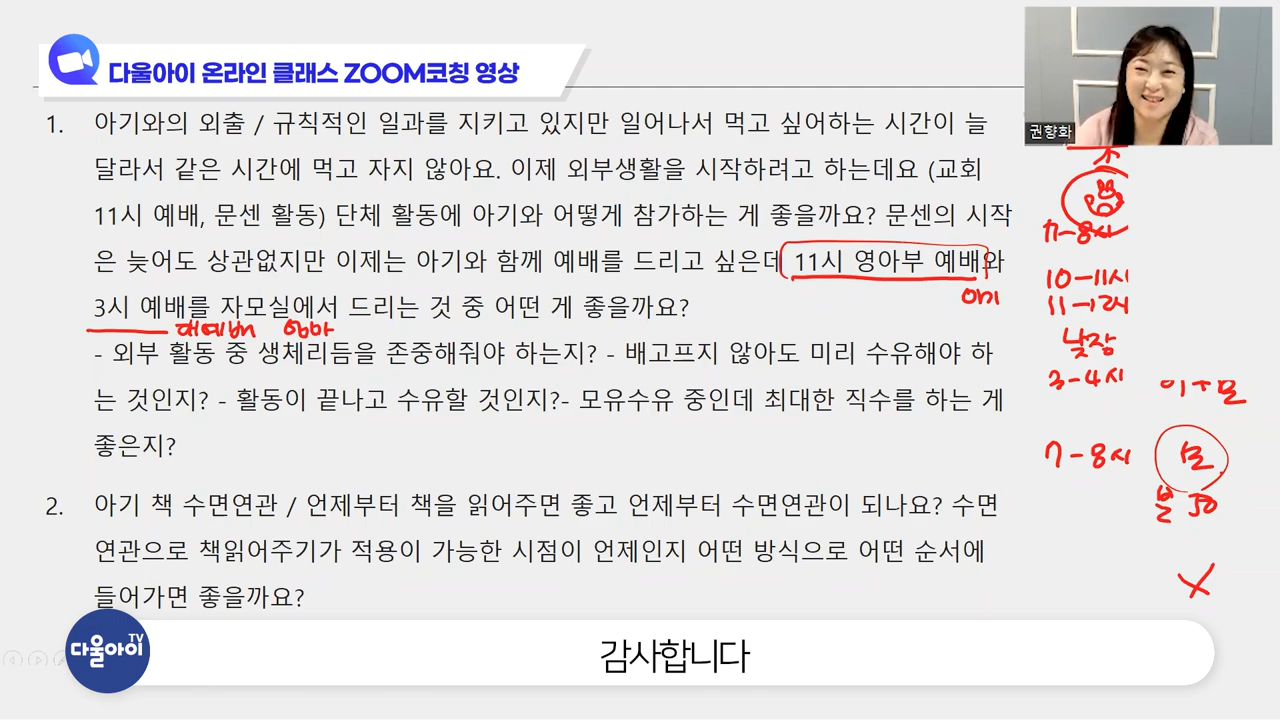 다울아이 온라인 클래스 ZOOM코칭 영상
권향화
1. 아기와의 외출 / 규칙적인 일과를 지키고 있지만 일어나서 먹고 싶어하는 시간이 늘
달라서 같은 시간에 먹고 자지 않아요. 이제 외부생활을 시작하려고 하는데요 (교회
11시 예배, 문센 활동) 단체 활동에 아기와 어떻게 참가하는 게 좋을까요? 문센의 시작
은 늦어도 상관없지만 이제는 아기와 함께 예배를 드리고 싶은데 11시 영아부 예배와
아기
3시 예배를 자모실에서 드리는 것 중 어떤 게 좋을까요?
대예배 엄마
- 외부 활동 중 생체리듬을 존중해줘야 하는지? - 배고프지 않아도 미리 수유해야 하
는 것인지? - 활동이 끝나고 수유할 것인지?- 모유수유 중인데 최대한 직수를 하는 게
좋은지?
2. 아기 책 수면연관 / 언제부터 책을 읽어주면 좋고 언제부터 수면연관이 되나요? 수면
연관으로 책읽어주기가 적용이 가능한 시점이 언제인지 어떤 방식으로 어떤 순서에
들어가면 좋을까요?
7-8시
10-11시
11-12시
낮잠
3-4시 이+모
7-8시 모
다울아이 TV
감사합니다